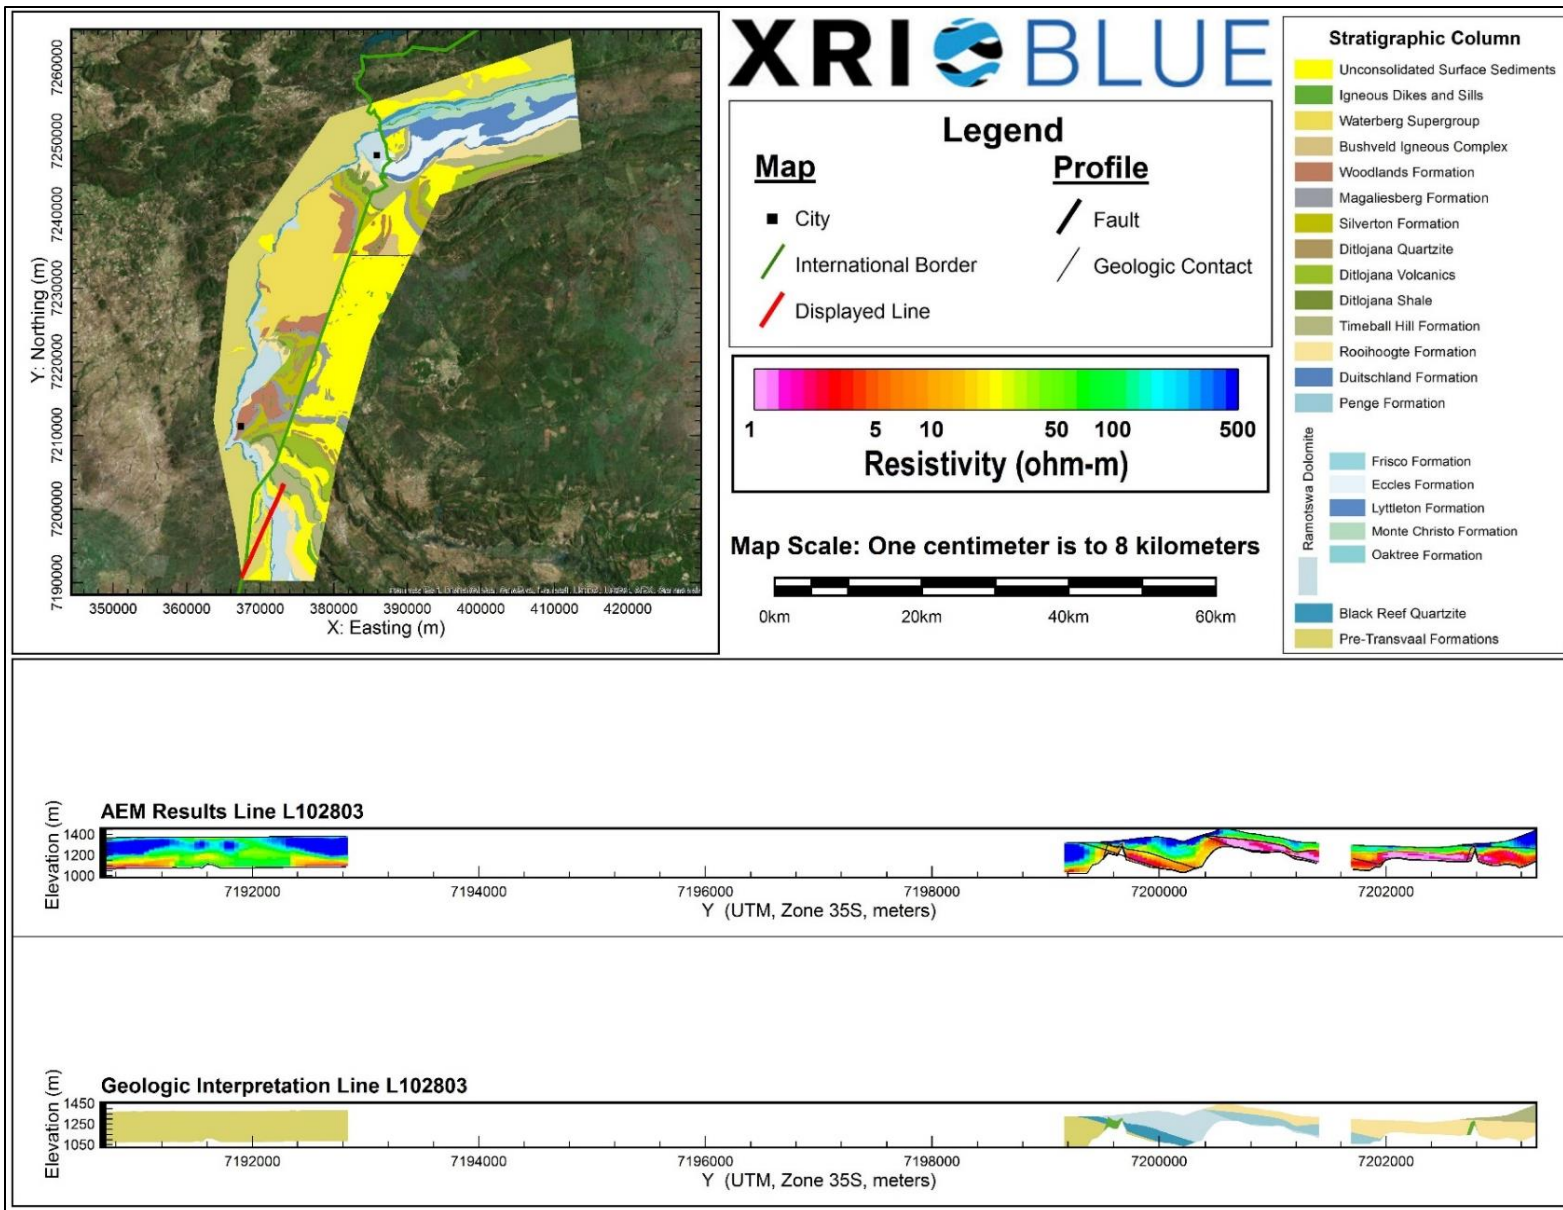 XRI BLUE
7260000
7250000
7240000
7230000
7220000
7210000
7200000
7190000
Y: Northing (m)
350000 360000 370000 380000 390000 400000 410000 420000
X: Easting (m)
Legend
Map
City
International Border
Displayed Line
Profile
Fault
Geologic Contact
1 5 10 50 100 500
Resistivity (ohm-m)
Map Scale: One centimeter is to 8 kilometers
0km 20km 40km 60km
Stratigraphic Column
Unconsolidated Surface Sediments
Igneous Dikes and Sills
Waterberg Supergroup
Bushveld Igneous Complex
Woodlands Formation
Magaliesberg Formation
Silverton Formation
Ditlojana Quartzite
Ditlojana Volcanics
Ditlojana Shale
Timeball Hill Formation
Rooihoogte Formation
Duitschland Formation
Penge Formation
Ramotswa Dolomite
Frisco Formation
Eccles Formation
Lyttleton Formation
Monte Christo Formation
Oaktree Formation
Black Reef Quartzite
Pre-Transvaal Formations
AEM Results Line L102803
Elevation (m)
1400
1200
1000
7192000 7194000 7196000 7198000 7200000 7202000
Y (UTM, Zone 35S, meters)
Geologic Interpretation Line L102803
Elevation (m)
1450
1250
1050
7192000 7194000 7196000 7198000 7200000 7202000
Y (UTM, Zone 35S, meters)